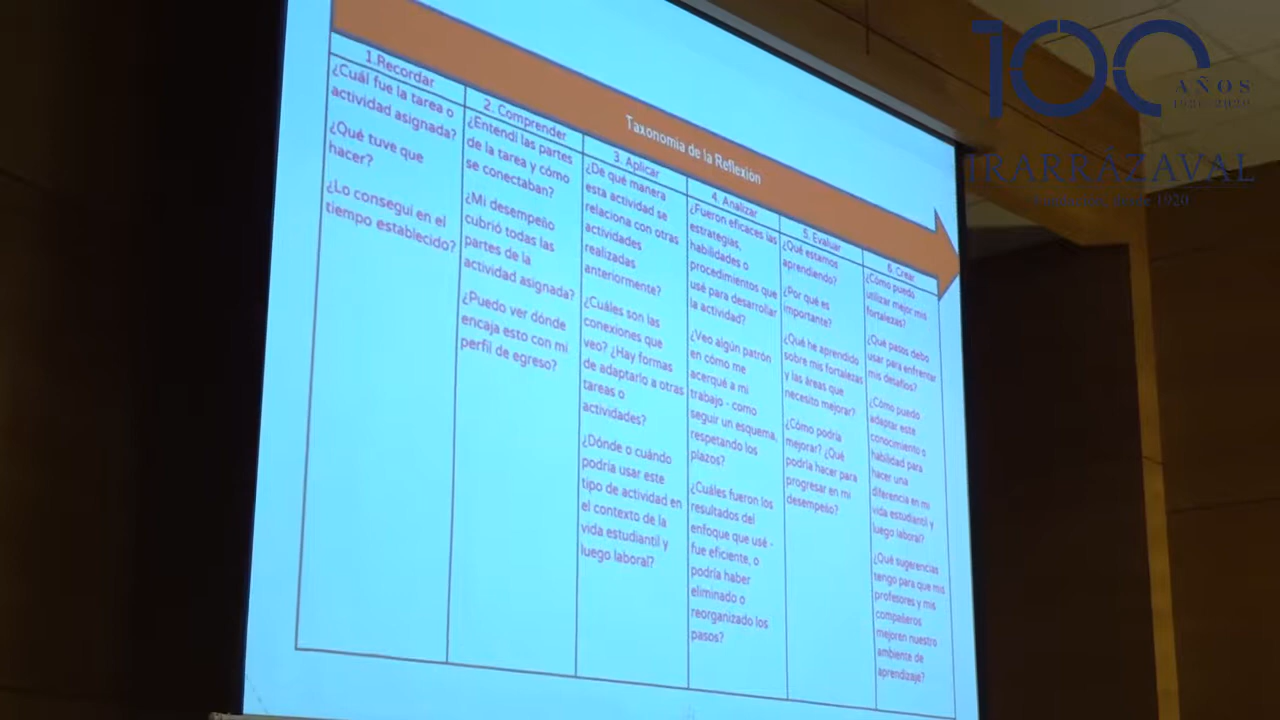 Taxonomía de la Reflexión
1.Recordar
¿Cuál fue la tarea o
actividad asignada?
¿Qué tuve que
hacer?
¿Lo conseguí en el
tiempo establecido?
2. Comprender
¿Entendí las partes
de la tarea y cómo
se conectaban?
¿Mi desempeño
cubrió todas las
partes de la
actividad asignada?
¿Puedo ver dónde
encaja esto con mi
perfil de egreso?
3. Aplicar
¿De qué manera
esta actividad se
relaciona con otras
actividades
realizadas
anteriormente?
¿Cuáles son las
conexiones que
veo? ¿Hay formas
de adaptarlo a otras
tareas o
actividades?
¿Dónde o cuándo
podría usar este
tipo de actividad en
el contexto de la
vida estudiantil y
luego laboral?
4. Analizar
¿Fueron eficaces las
estrategias,
habilidades o
procedimientos que
usé para desarrollar
la actividad?
¿Veo algún patrón
en cómo me
acerqué a mi
trabajo - como
seguir un esquema,
respetando los
plazos?
¿Cuáles fueron los
resultados del
enfoque que usé -
fue eficiente, o
podría haber
eliminado o
reorganizado los
pasos?
5. Evaluar
¿Qué estamos
aprendiendo?
¿Por qué es
importante?
¿Qué he aprendido
sobre mis fortalezas
y las áreas que
necesito mejorar?
¿Cómo podría
mejorar? ¿Qué
podría hacer para
progresar en mi
desempeño?
6. Crear
¿Cómo puedo
utilizar mejor mis
fortalezas?
¿Qué pasos debo
usar para enfrentar
mis desafíos?
¿Cómo puedo
adaptar este
conocimiento o
habilidad para
hacer una
diferencia en mi
vida estudiantil y
luego laboral?
¿Qué sugerencias
tengo para que mis
profesores y mis
compañeros
mejoren nuestro
ambiente de
aprendizaje?
100
AÑOS
IRARRÁZAVAL
desde 1920